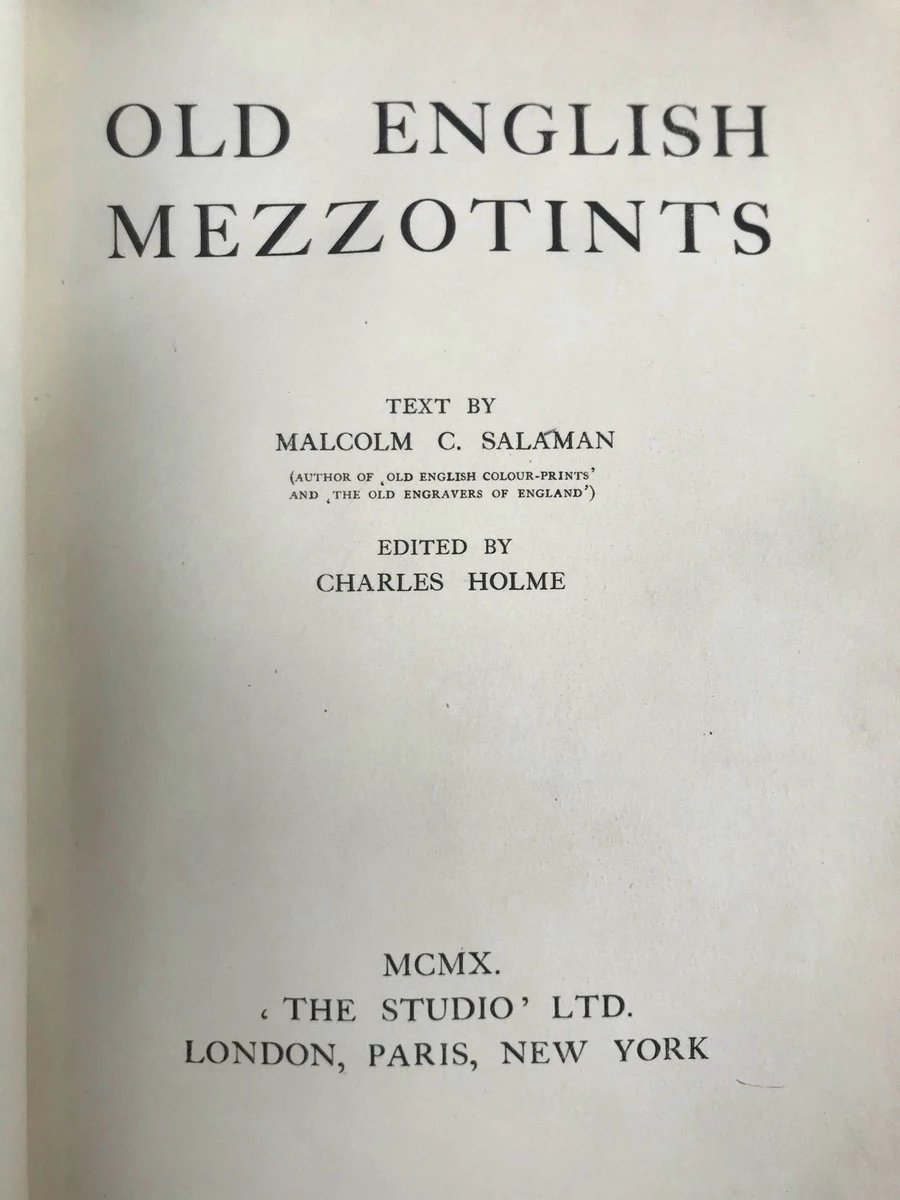 OLD ENGLISH
MEZZOTINTS
TEXT BY
MALCOLM C. SALAMAN
(AUTHOR OF ‚OLD ENGLISH COLOUR-PRINTS’
AND ‚THE OLD ENGRAVERS OF ENGLAND’)
EDITED BY
CHARLES HOLME
MCMX.
‚ THE STUDIO’ LTD.
LONDON, PARIS, NEW YORK